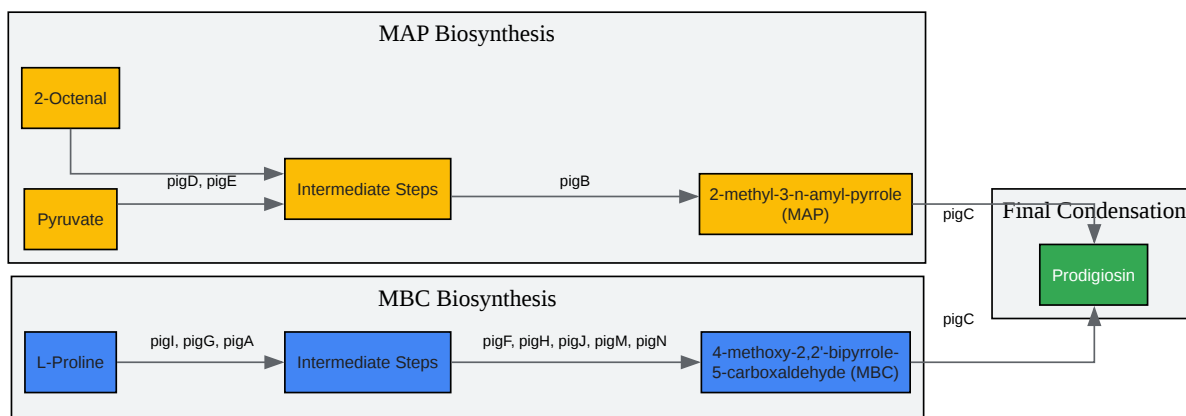 MAP Biosynthesis
2-Octenal
pigD, pigE
Pyruvate
Intermediate Steps
pigB
2-methyl-3-n-amyl-pyrrole
(MAP)
pigC
Final Condensation
Prodigiosin
MBC Biosynthesis
L-Proline
pigI, pigG, pigA
Intermediate Steps
pigF, pigH, pigJ, pigM, pigN
4-methoxy-2,2'-bipyrrole-
5-carboxaldehyde (MBC)
pigC